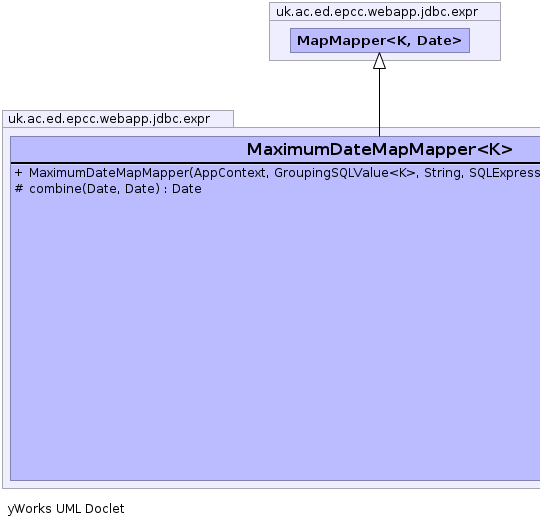 uk.ac.ed.epcc.webapp.jdbc.expr
MapMapper<K, Date>
uk.ac.ed.epcc.webapp.jdbc.expr
MaximumDateMapMapper<K>
+ MaximumDateMapMapper(AppContext, GroupingSQLValue<K>, String, SQLExpress
# combine(Date, Date) : Date
yWorks UML Doclet